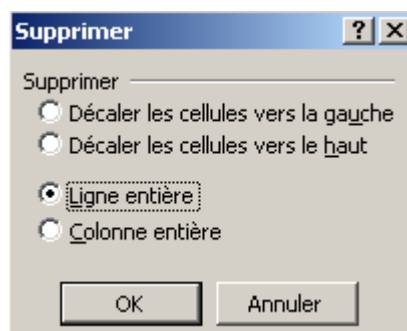 Supprimer
Supprimer
Décaler les cellules vers la gauche
Décaler les cellules vers le haut
Ligne entière
Colonne entière
OK Annuler